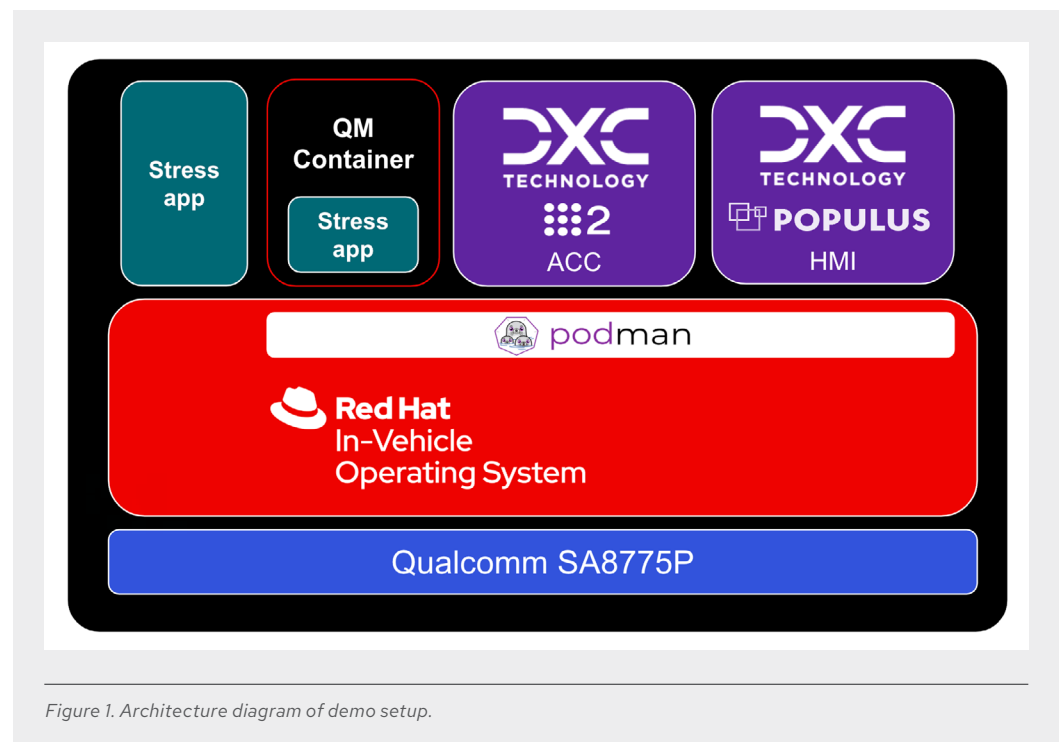 Stress
app
QM
Container
Stress
app
DXC
TECHNOLOGY
2
ACC
DXC
TECHNOLOGY
POPULUS
HMI
podman
Red Hat
In-Vehicle
Operating System
Qualcomm SA8775P
Figure 1. Architecture diagram of demo setup.